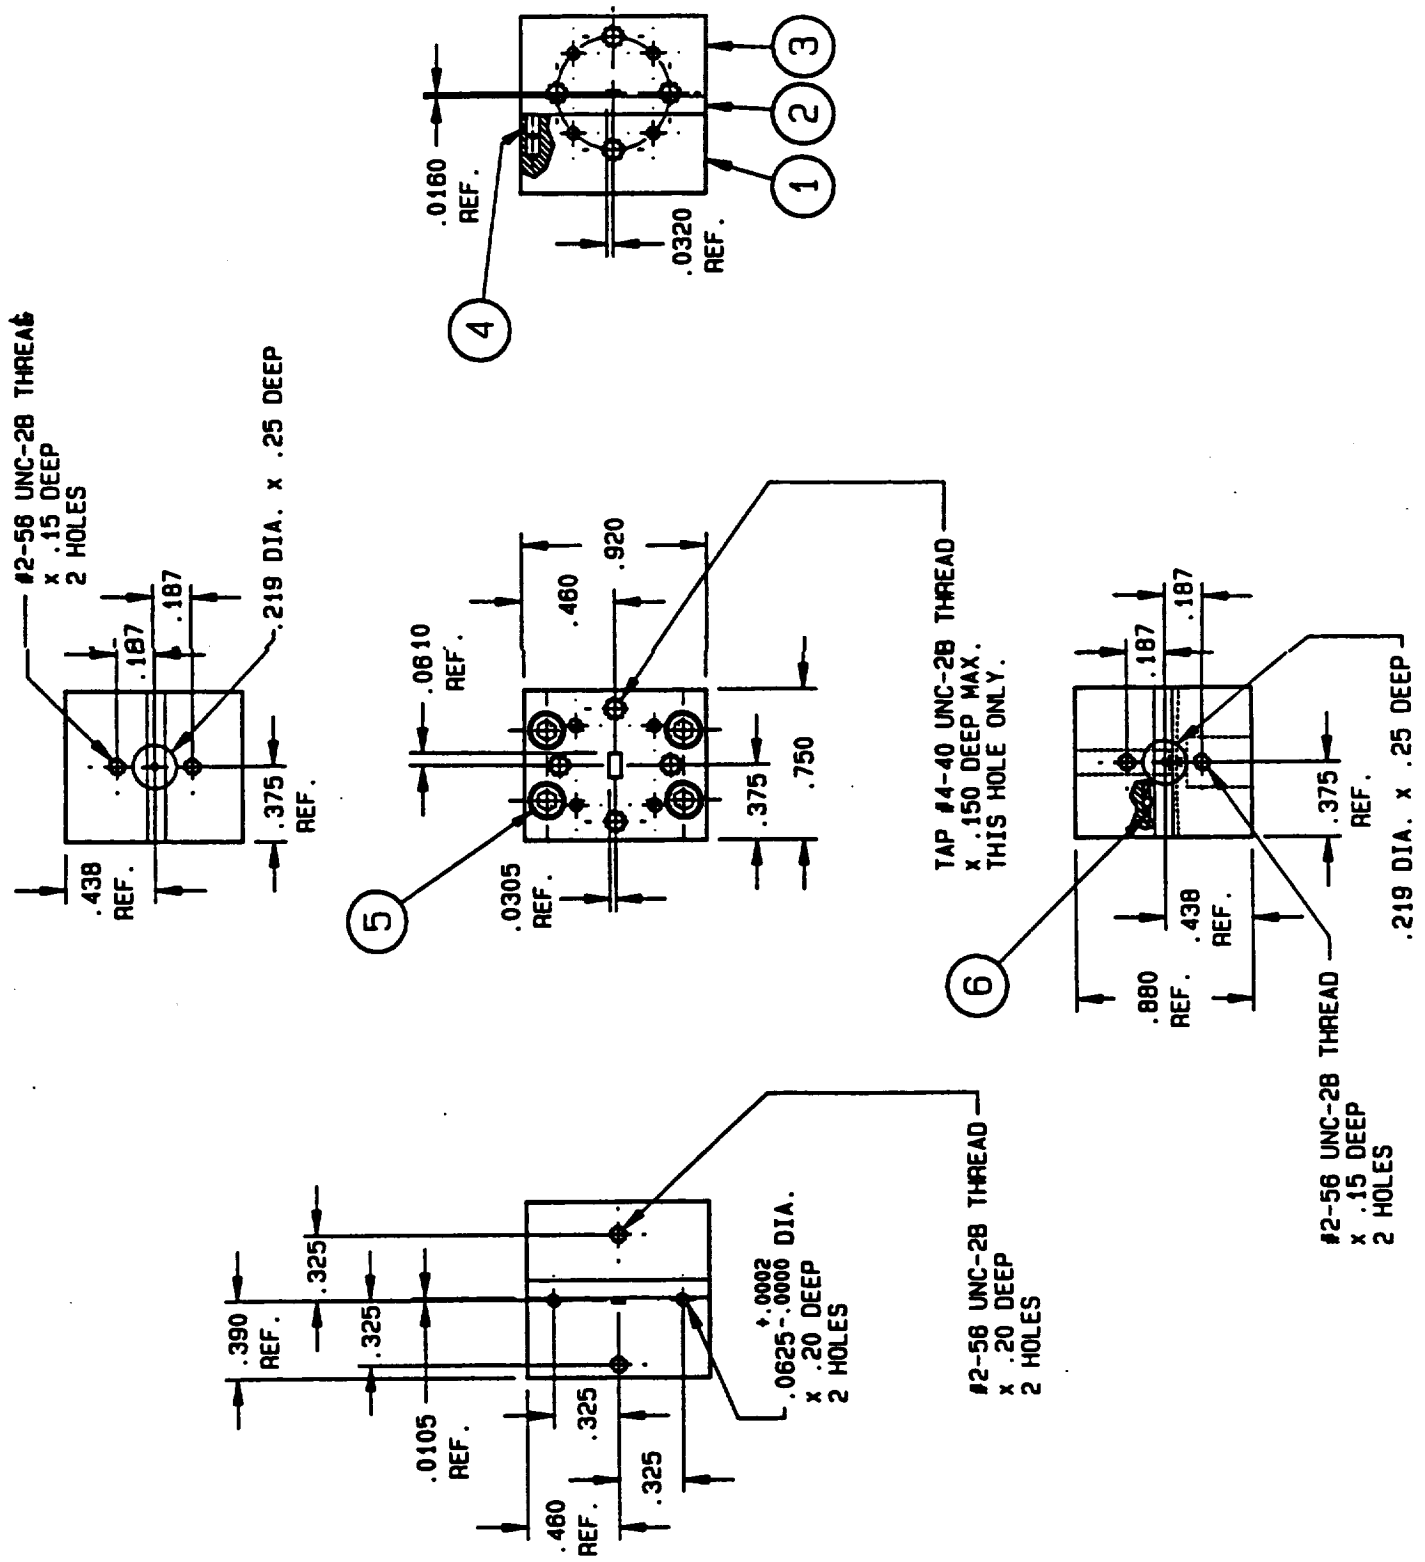 #2-56 UNC-2B THREAD
x .15 DEEP
2 HOLES
.187
.187
.219 DIA. x .25 DEEP
.438
REF.
.375
REF.
.0160
REF.
4
.0320
REF.
1
2
3
5
.0305
REF.
.0610
REF.
.460
.920
.375
.750
TAP #4-40 UNC-2B THREAD
x .150 DEEP MAX.
THIS HOLE ONLY.
.390
REF.
.325
.325
.0105
REF.
.460
REF.
.325
.325
+.0002
.0625-.0000 DIA.
x .20 DEEP
2 HOLES
#2-56 UNC-2B THREAD
x .20 DEEP
2 HOLES
6
.880
REF.
.438
REF.
.187
.187
.375
REF.
#2-56 UNC-2B THREAD
x .15 DEEP
2 HOLES
.219 DIA. x .25 DEEP